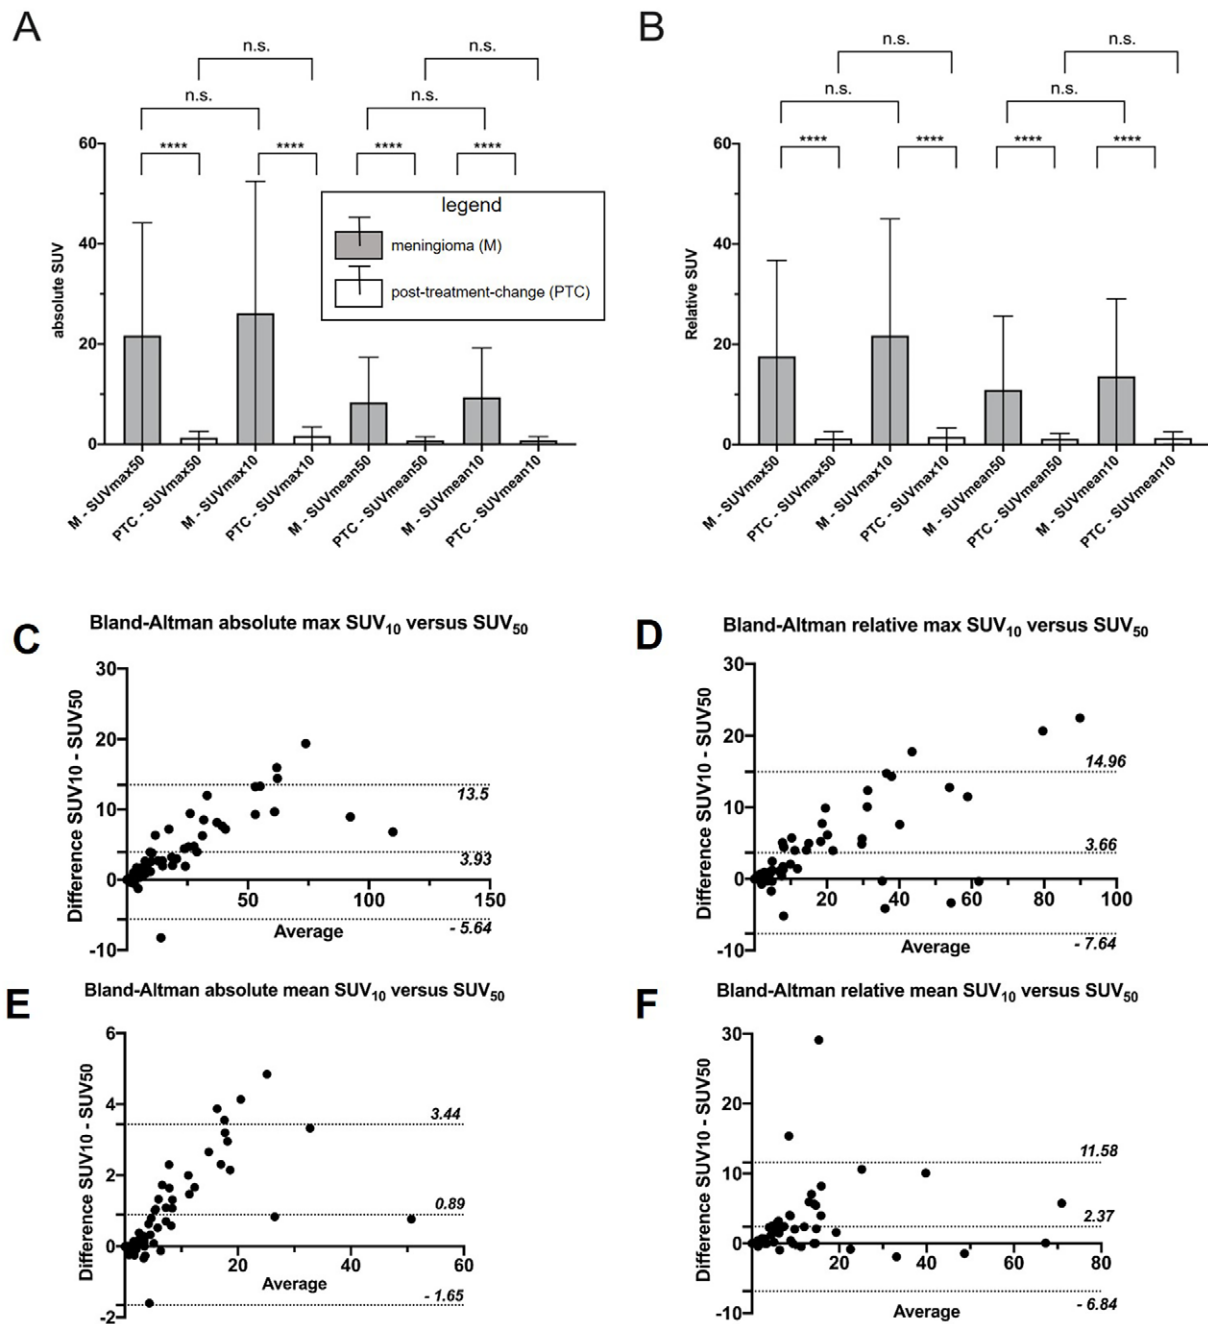 A
n.s.
n.s.
n.s.
n.s.
****
****
****
****
60
40
20
0
absolute SUV
legend
meningioma (M)
post-treatment-change (PTC)
M - SUVmax50
PTC - SUVmax50
M - SUVmax10
PTC - SUVmax10
M - SUVmean50
PTC - SUVmean50
M - SUVmean10
PTC - SUVmean10
B
n.s.
n.s.
n.s.
n.s.
****
****
****
****
60
40
20
0
Relative SUV
M - SUVmax50
PTC - SUVmax50
M - SUVmax10
PTC - SUVmax10
M - SUVmean50
PTC - SUVmean50
M - SUVmean10
PTC - SUVmean10
C
Bland-Altman absolute max SUV10 versus SUV50
Difference SUV10 - SUV50
30
20
10
0
-10
13.5
3.93
- 5.64
50
100
150
Average
D
Bland-Altman relative max SUV10 versus SUV50
Difference SUV10 - SUV50
30
20
10
0
-10
14.96
3.66
- 7.64
20
40
60
80
100
Average
E
Bland-Altman absolute mean SUV10 versus SUV50
Difference SUV10 - SUV50
6
4
2
0
-2
3.44
0.89
- 1.65
20
40
60
Average
F
Bland-Altman relative mean SUV10 versus SUV50
Difference SUV10 - SUV50
30
20
10
0
-10
11.58
2.37
- 6.84
20
40
60
80
Average